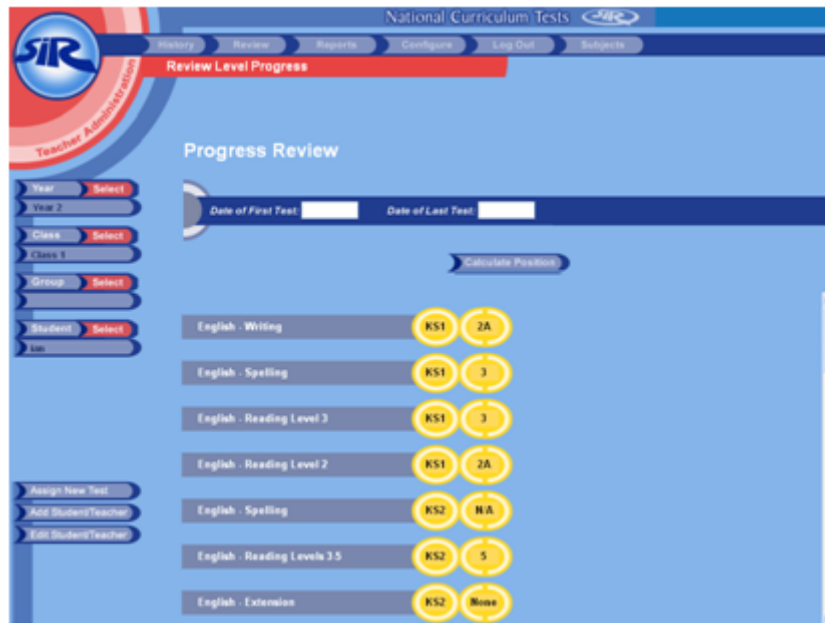 National Curriculum Tests SiR
SiR
History Review Reports Configure Log Out Subjects
Review Level Progress
Teacher Administration
Progress Review
Year Select
Year 2
Date of First Test: Date of Last Test:
Class Select
Class 1
Calculate Position
Group Select
Student Select
ian
English - Writing KS1 2A
English - Spelling KS1 3
English - Reading Level 3 KS1 3
English - Reading Level 2 KS1 2A
Assign New Test
Add Student/Teacher
Edit Student/Teacher
English - Spelling KS2 N/A
English - Reading Levels 3-5 KS2 5
English - Extension KS2 None